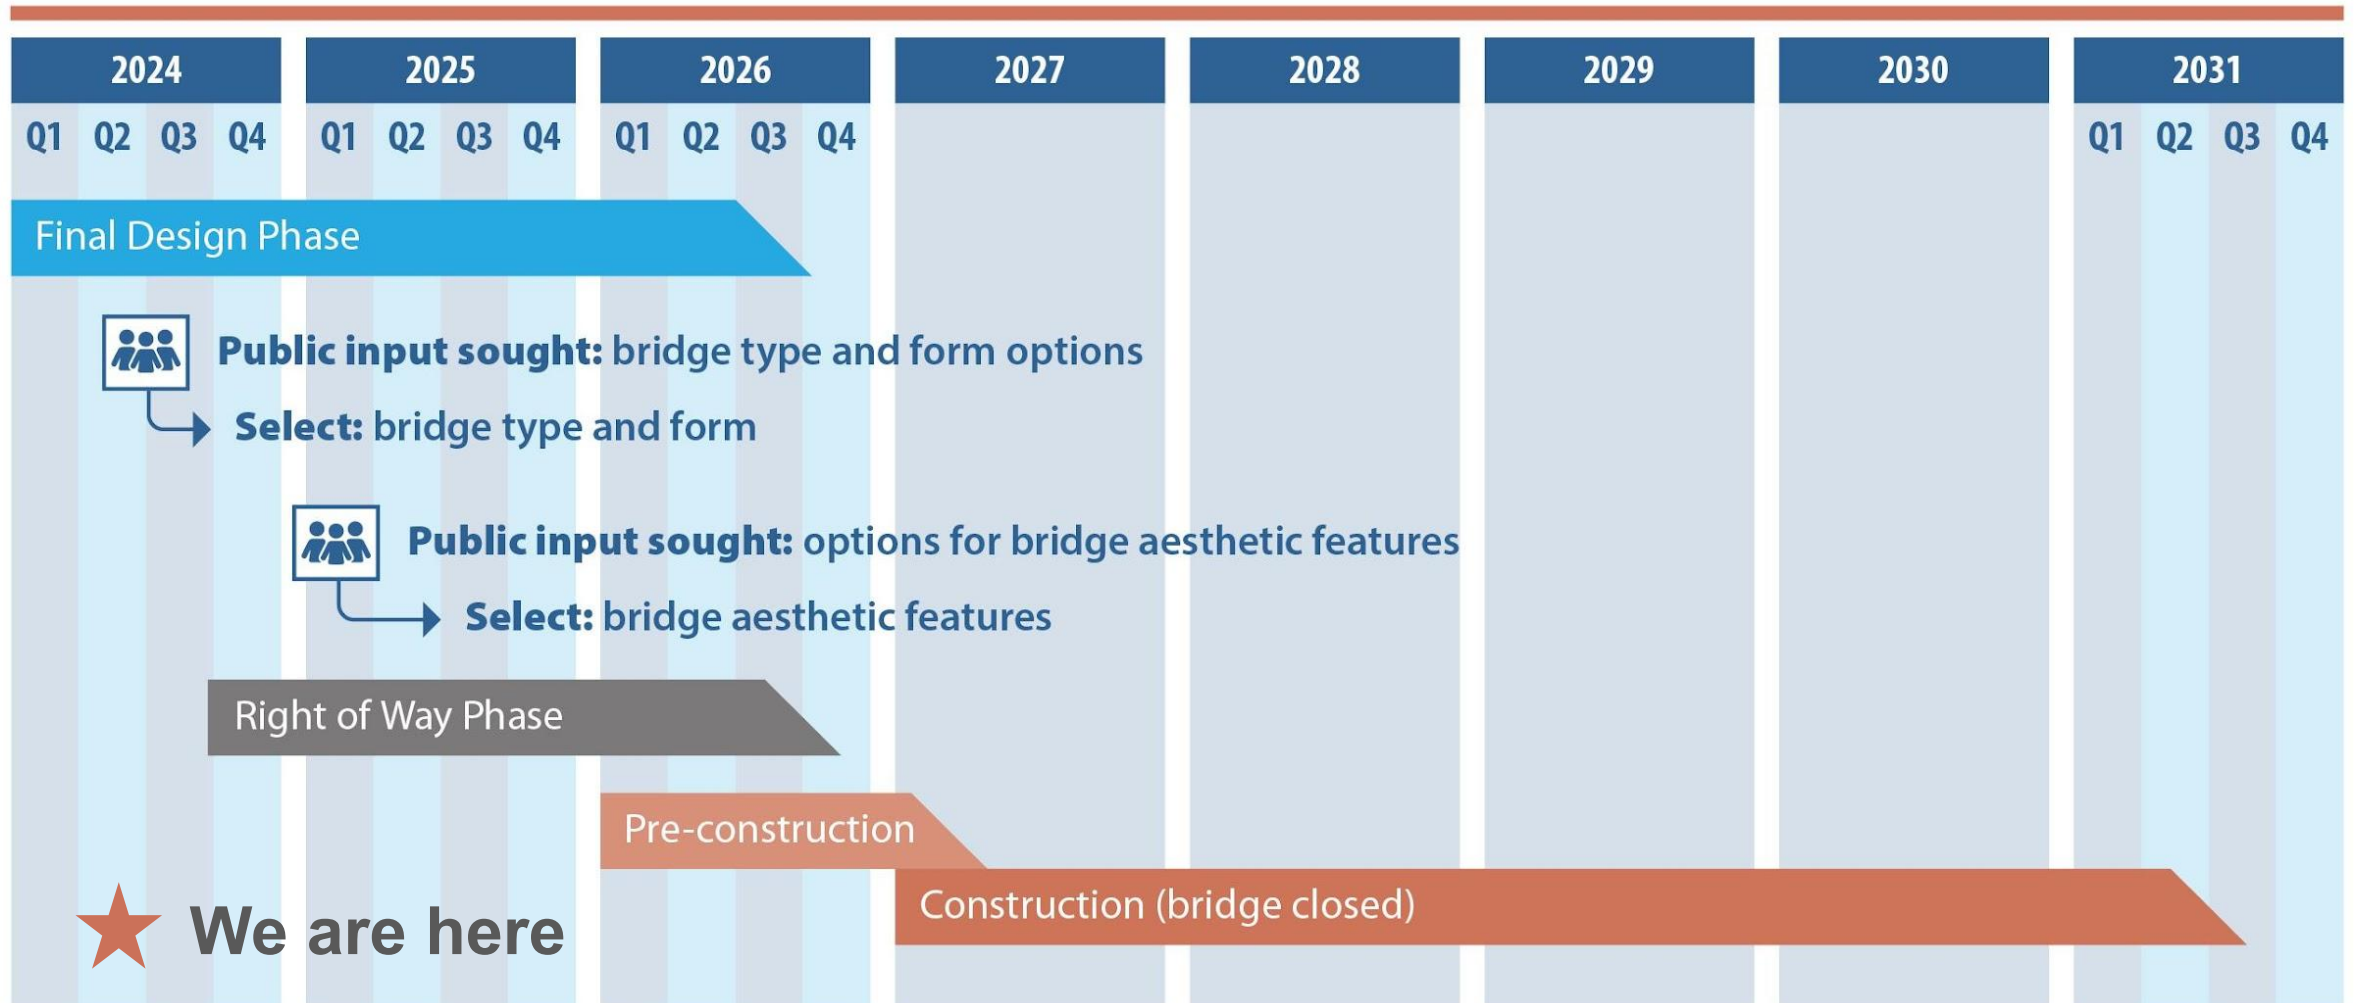 2024 2025 2026 2027 2028 2029 2030 2031
Q1 Q2 Q3 Q4 Q1 Q2 Q3 Q4 Q1 Q2 Q3 Q4 Q1 Q2 Q3 Q4
Final Design Phase
Public input sought: bridge type and form options
Select: bridge type and form
Public input sought: options for bridge aesthetic features
Select: bridge aesthetic features
Right of Way Phase
Pre-construction
Construction (bridge closed)
We are here